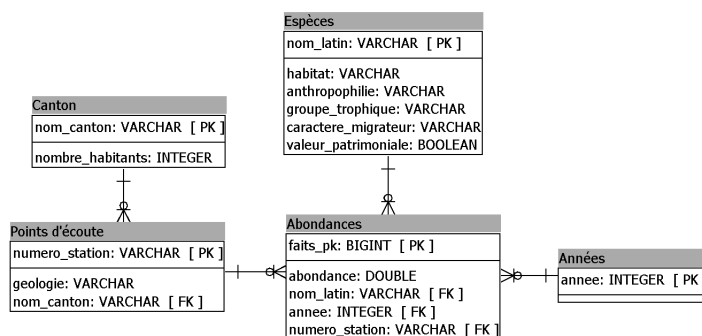 Espèces
nom_latin: VARCHAR [ PK ]
habitat: VARCHAR
anthropophilie: VARCHAR
groupe_trophique: VARCHAR
caractere_migrateur: VARCHAR
valeur_patrimoniale: BOOLEAN
Canton
nom_canton: VARCHAR [ PK ]
nombre_habitants: INTEGER
Points d'écoute
numero_station: VARCHAR [ PK ]
geologie: VARCHAR
nom_canton: VARCHAR [ FK ]
Abondances
faits_pk: BIGINT [ PK ]
abondance: DOUBLE
nom_latin: VARCHAR [ FK ]
annee: INTEGER [ FK ]
numero_station: VARCHAR [ FK ]
Années
annee: INTEGER [ PK